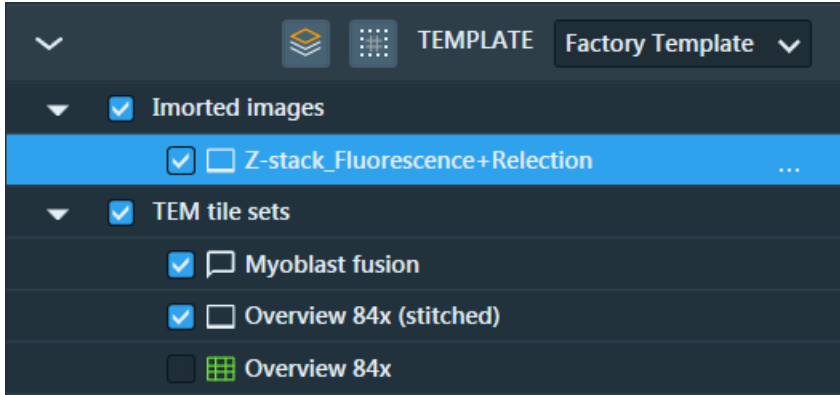 TEMPLATE Factory Template
Imorted images
Z-stack_Fluorescence+Relection ...
TEM tile sets
Myoblast fusion
Overview 84x (stitched)
Overview 84x